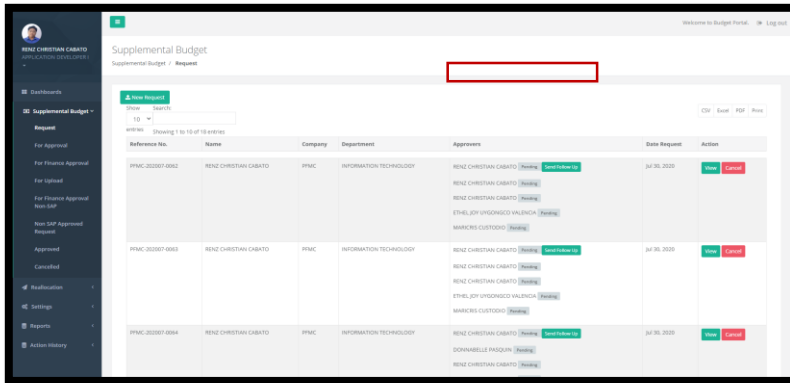 Welcome to Budget Portal. Log out
RENZ CHRISTIAN CABATO
APPLICATION DEVELOPER I
Supplemental Budget
Supplemental Budget / Request
Dashboards
Supplemental Budget
Request
For Approval
For Finance Approval
For Upload
For Finance Approval
Non-SAP
Non SAP Approved
Request
Approved
Cancelled
Reallocation
Settings
Reports
Action History
New Request
Show Search:
10
entries Showing 1 to 10 of 16 entries
CSV Excel PDF Print
Reference No. Name Company Department Approvers Date Request Action
PFMC-202007-0062 RENZ CHRISTIAN CABATO PFMC INFORMATION TECHNOLOGY RENZ CHRISTIAN CABATO Pending Send Follow Up Jul 30, 2020 View Cancel
RENZ CHRISTIAN CABATO Pending
RENZ CHRISTIAN CABATO Pending
ETHEL JOY UYGONGCO VALENCIA Pending
MARICRIS CUSTODIO Pending
PFMC-202007-0063 RENZ CHRISTIAN CABATO PFMC INFORMATION TECHNOLOGY RENZ CHRISTIAN CABATO Pending Send Follow Up Jul 30, 2020 View Cancel
RENZ CHRISTIAN CABATO Pending
RENZ CHRISTIAN CABATO Pending
ETHEL JOY UYGONGCO VALENCIA Pending
MARICRIS CUSTODIO Pending
PFMC-202007-0064 RENZ CHRISTIAN CABATO PFMC INFORMATION TECHNOLOGY RENZ CHRISTIAN CABATO Pending Send Follow Up Jul 30, 2020 View Cancel
DONNABELLE PASQUIN Pending
RENZ CHRISTIAN CABATO Pending